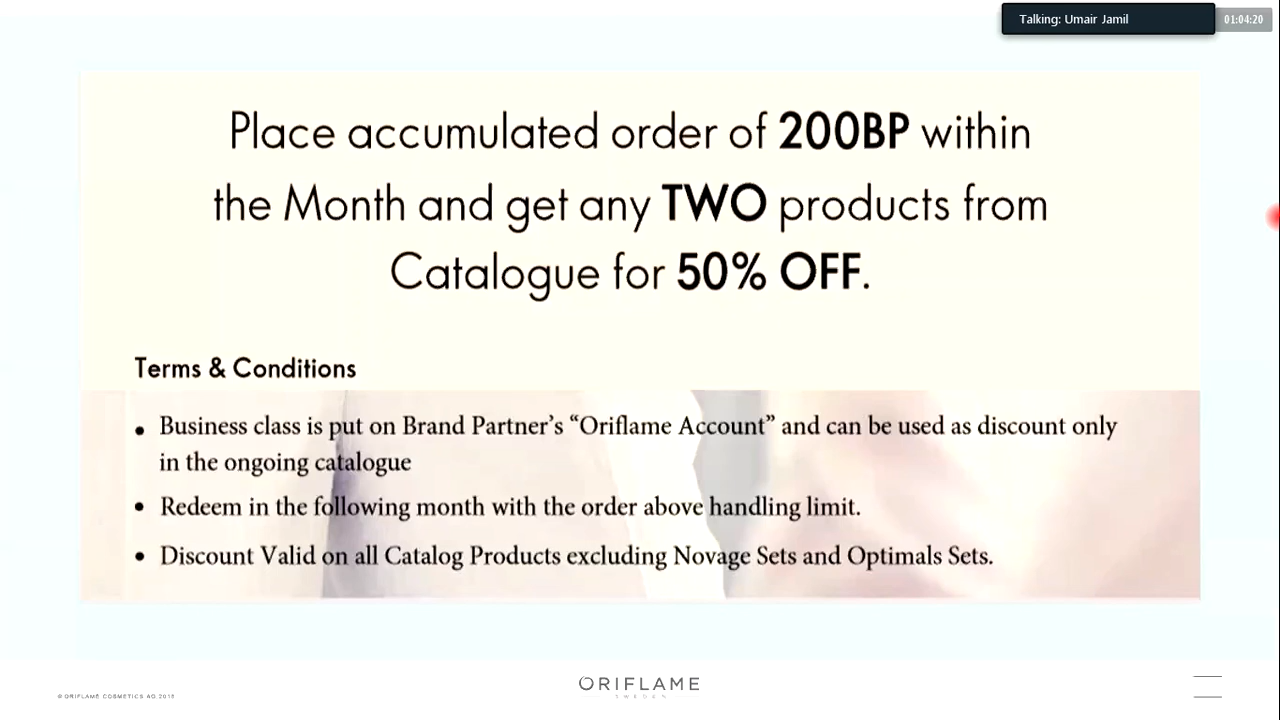 Talking: Umair Jamil
01:04:20
Place accumulated order of 200BP within
the Month and get any TWO products from
Catalogue for 50% OFF.
Terms & Conditions
• Business class is put on Brand Partner’s “Oriflame Account” and can be used as discount only
in the ongoing catalogue
• Redeem in the following month with the order above handling limit.
• Discount Valid on all Catalog Products excluding Novage Sets and Optimals Sets.
ORIFLAME
SWEDEN